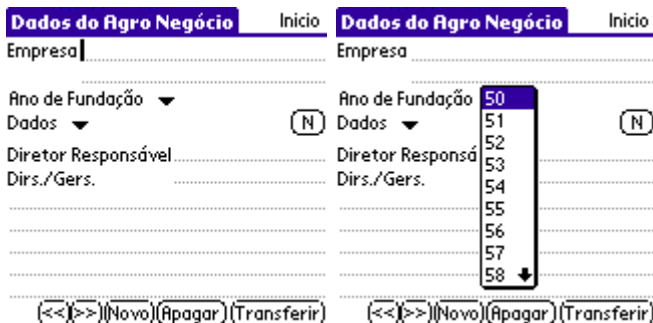 Dados do Agro Negócio Inicio
Empresa
Ano de Fundação
Dados N
Diretor Responsável
Dirs./Gers.
<< >> Novo Apagar Transferir
Dados do Agro Negócio Inicio
Empresa
Ano de Fundação 50
Dados 51 N
52
Diretor Responsá 53
Dirs./Gers. 54
55
56
57
58
<< >> Novo Apagar Transferir